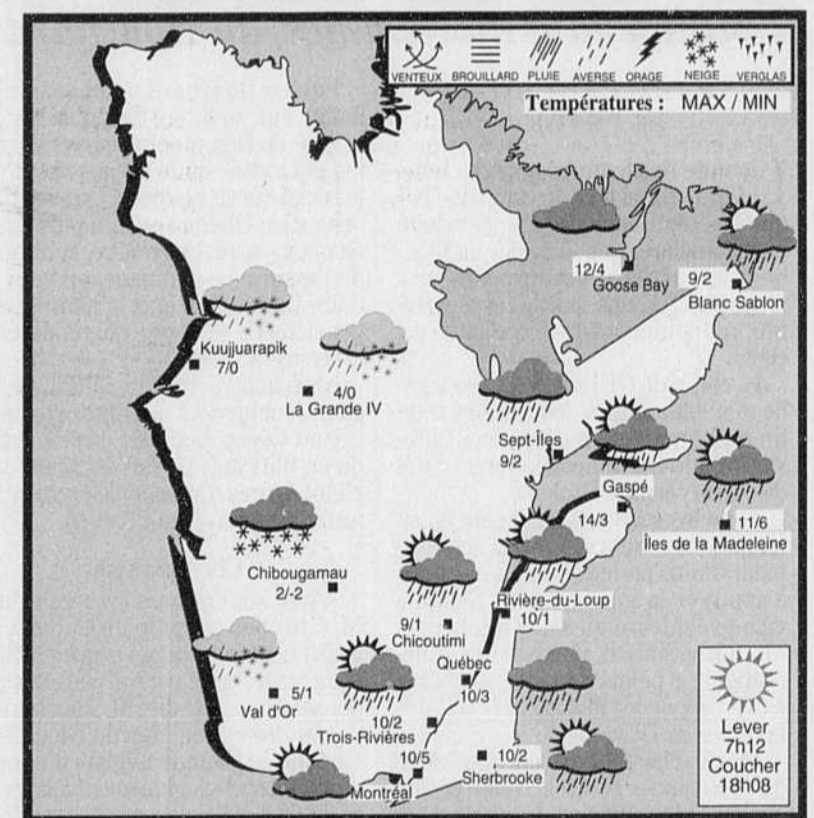 VENTEUX BROUILLARD PLUIE AVERSE ORAGE NEIGE VERGLAS
Températures : MAX / MIN
12/4
Goose Bay
9/2
Blanc Sablon
Kuujjuarapik
7/0
4/0
La Grande IV
Sept-Îles
9/2
Gaspé
14/3
11/6
Îles de la Madeleine
Chibougamau
2/-2
9/1
Chicoutimi
Rivière-du-Loup
10/1
Québec
10/3
5/1
Val d'Or
10/2
Trois-Rivières
10/5
Montréal
10/2
Sherbrooke
Lever
7h12
Coucher
18h08